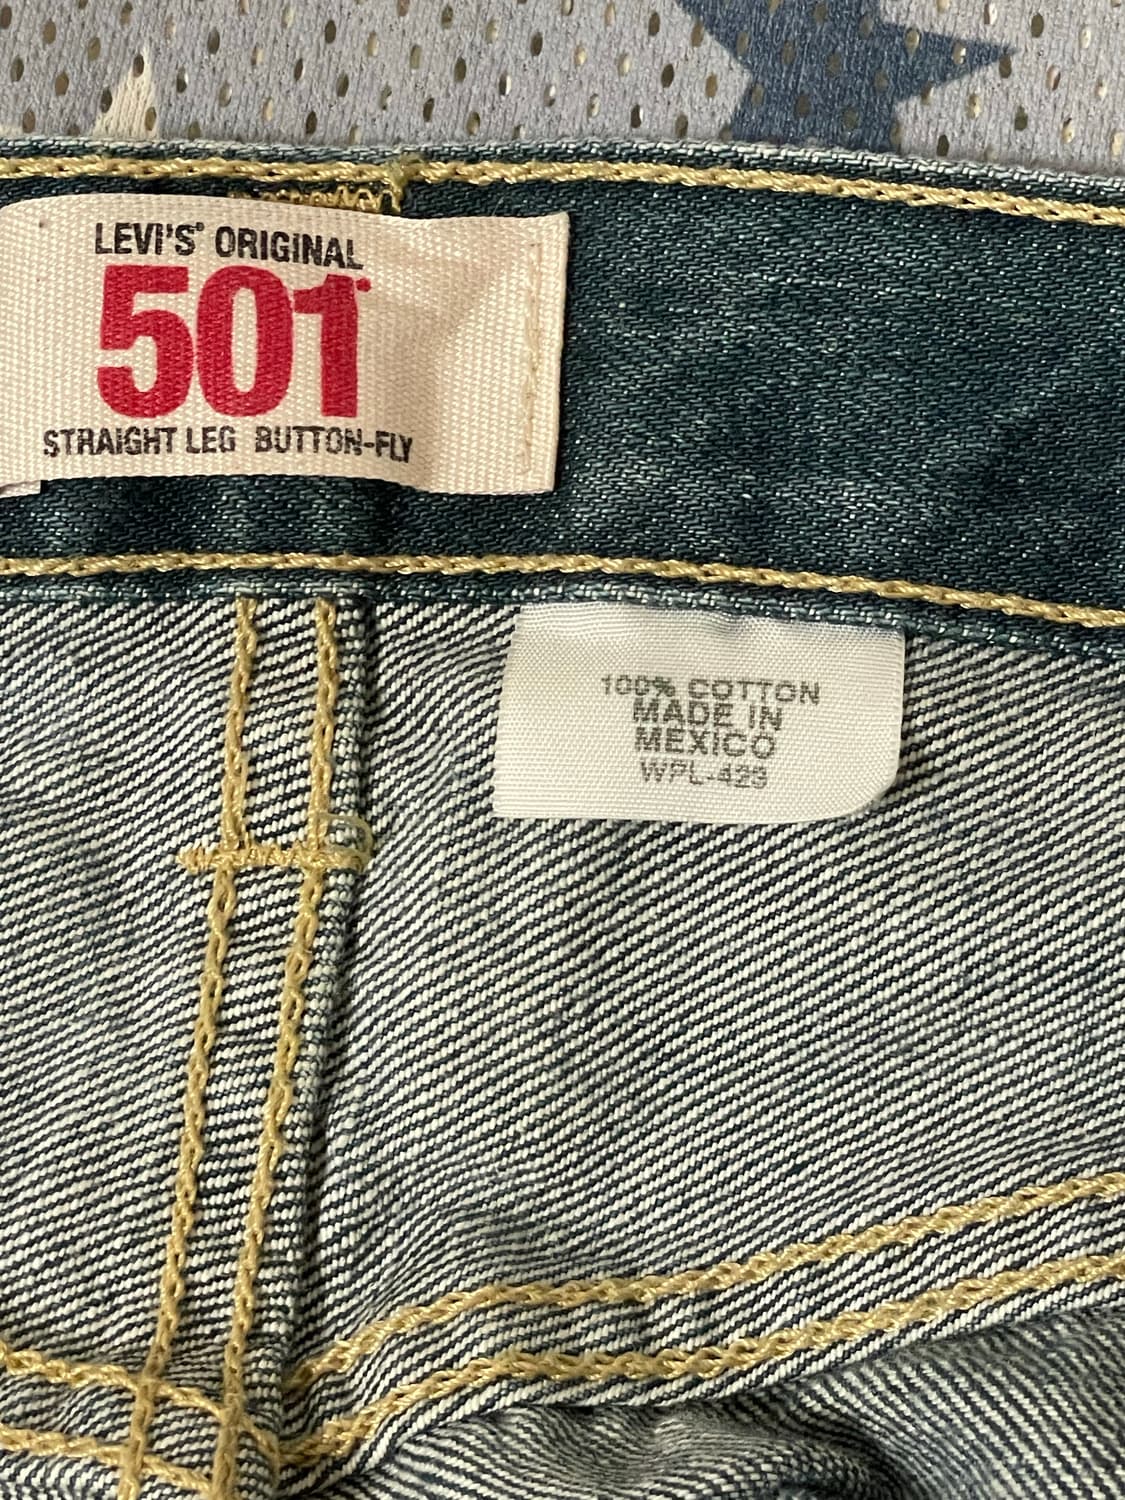 LEVI'S® ORIGINAL
501®
STRAIGHT LEG BUTTON-FLY
100% COTTON
MADE IN
MEXICO
WPL-423